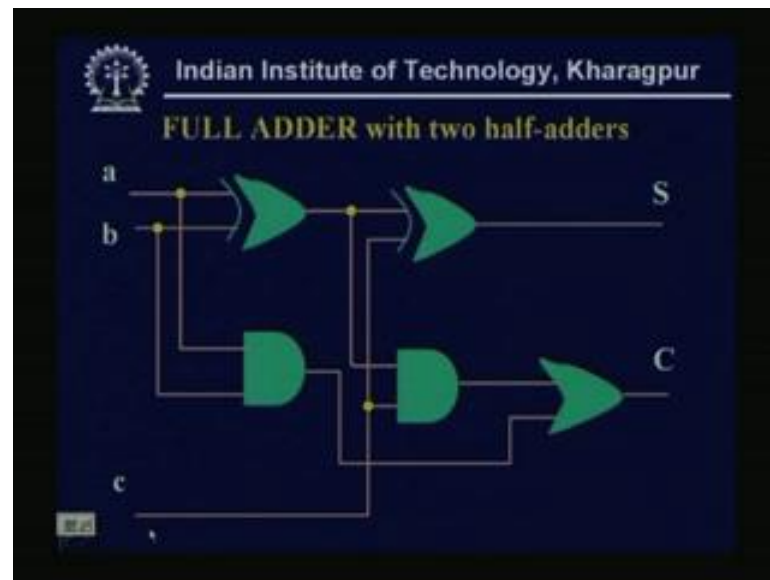 Indian Institute of Technology, Kharagpur
FULL ADDER with two half-adders
a
S
b
C
c